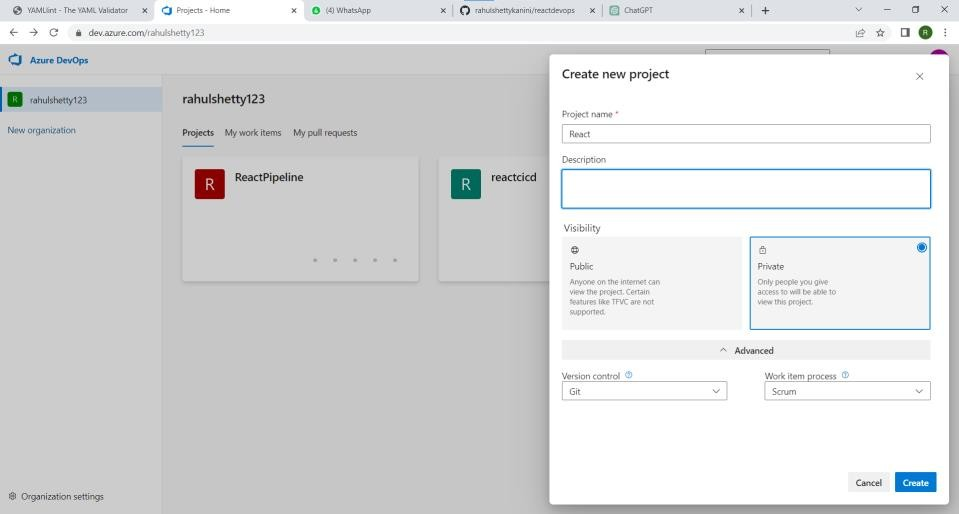 YAMLlint - The YAML Validator
Projects - Home
(4) WhatsApp
rahulshettykanini/reactdevops
ChatGPT
dev.azure.com/rahulshetty123
R
Azure DevOps
R rahulshetty123
New organization
rahulshetty123
Projects My work items My pull requests
R ReactPipeline
R reactcicd
Organization settings
Create new project
Project name *
React
Description
Visibility
Public
Anyone on the internet can
view the project. Certain
features like TFVC are not
supported.
Private
Only people you give
access to will be able to
view this project.
Advanced
Version control
Git
Work item process
Scrum
Cancel
Create